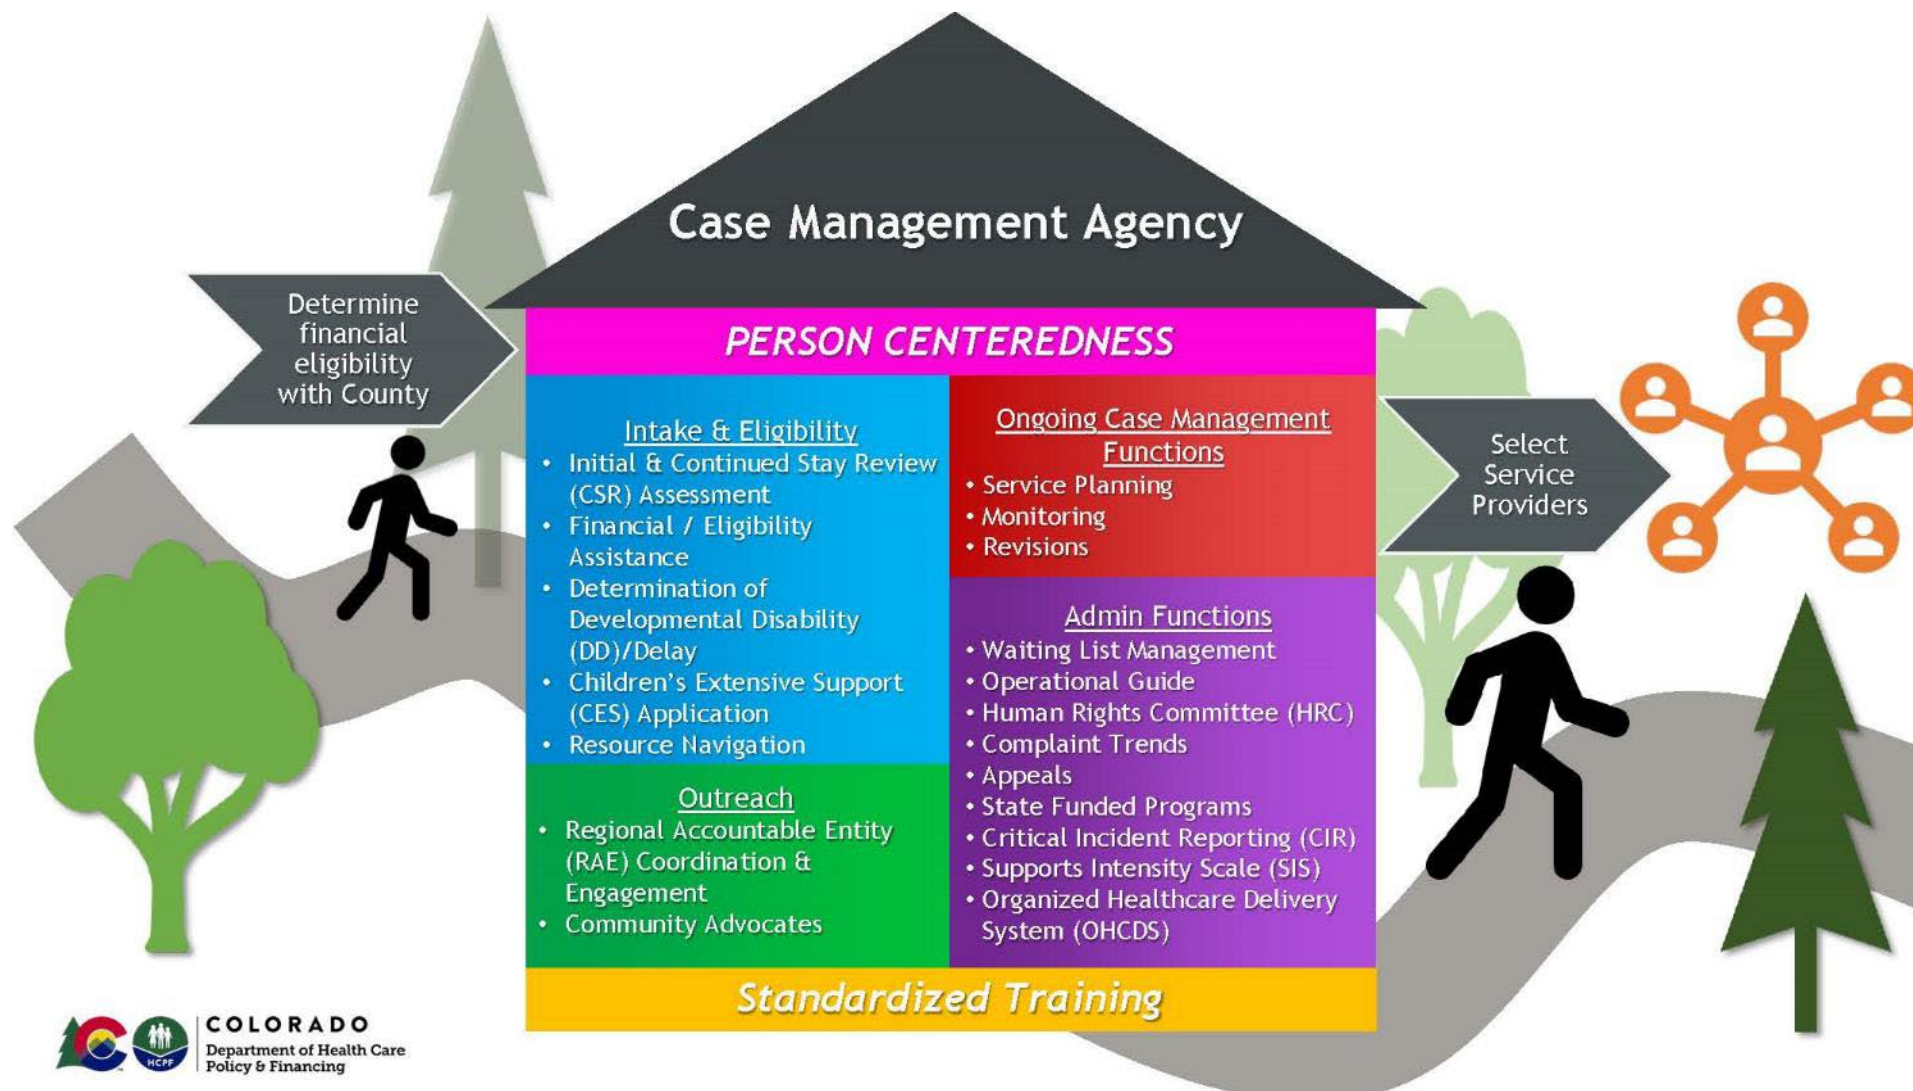 Case Management Agency
Determine
financial
eligibility
with County
PERSON CENTEREDNESS
Intake & Eligibility
• Initial & Continued Stay Review
(CSR) Assessment
• Financial / Eligibility
Assistance
• Determination of
Developmental Disability
(DD)/Delay
• Children's Extensive Support
(CES) Application
• Resource Navigation
Outreach
• Regional Accountable Entity
(RAE) Coordination &
Engagement
• Community Advocates
Ongoing Case Management
Functions
• Service Planning
• Monitoring
• Revisions
Admin Functions
• Waiting List Management
• Operational Guide
• Human Rights Committee (HRC)
• Complaint Trends
• Appeals
• State Funded Programs
• Critical Incident Reporting (CIR)
• Supports Intensity Scale (SIS)
• Organized Healthcare Delivery
System (OHCDS)
Select
Service
Providers
Standardized Training
HCPF
COLORADO
Department of Health Care
Policy & Financing